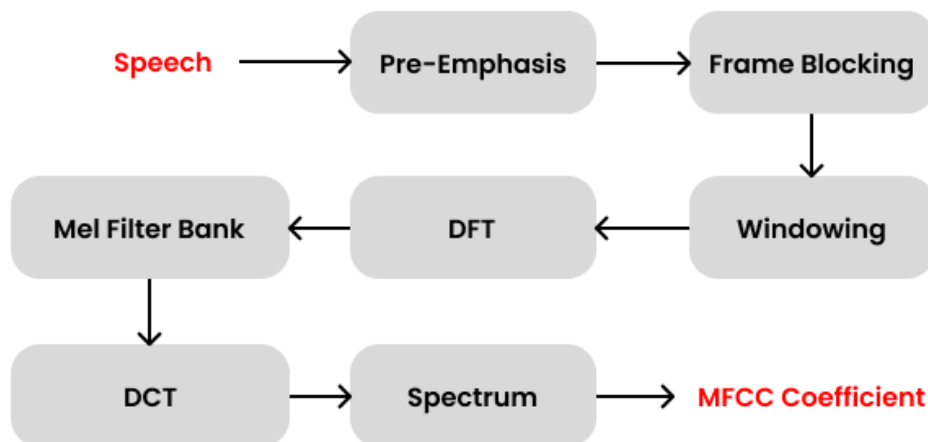 Speech
Pre-Emphasis
Frame Blocking
Windowing
DFT
Mel Filter Bank
DCT
Spectrum
MFCC Coefficient